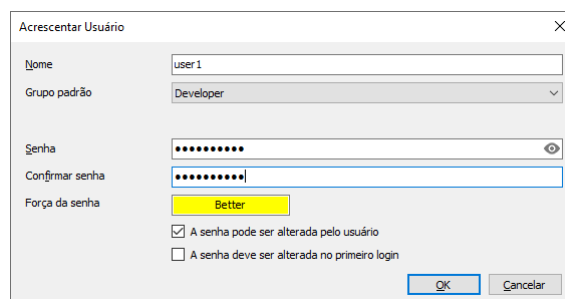 Acrescentar Usuário
Nome user1
Grupo padrão Developer
Senha ••••••••••
Confirmar senha ••••••••••
Força da senha Better
A senha pode ser alterada pelo usuário
A senha deve ser alterada no primeiro login
OK Cancelar